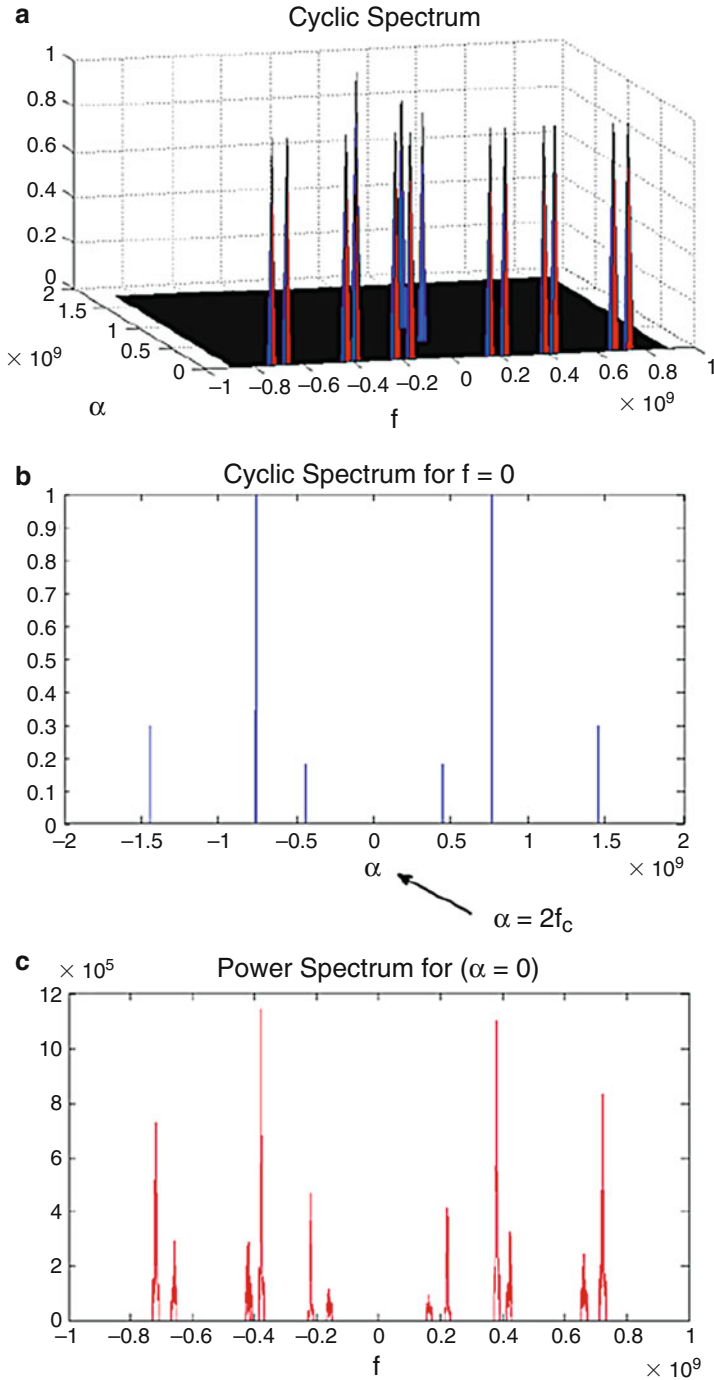 a
Cyclic Spectrum
1
0.8
0.6
0.4
0.2
0
2
1.5
1
0.5
0
× 10⁹
α
−1 −0.8 −0.6 −0.4 −0.2 0 0.2 0.4 0.6 0.8 1
× 10⁹
f
b
Cyclic Spectrum for f = 0
1
0.9
0.8
0.7
0.6
0.5
0.4
0.3
0.2
0.1
0
−2 −1.5 −1 −0.5 0 0.5 1 1.5 2
α
× 10⁹
α = 2f_c
c
× 10⁵
Power Spectrum for (α = 0)
12
10
8
6
4
2
0
−1 −0.8 −0.6 −0.4 −0.2 0 0.2 0.4 0.6 0.8 1
f
× 10⁹